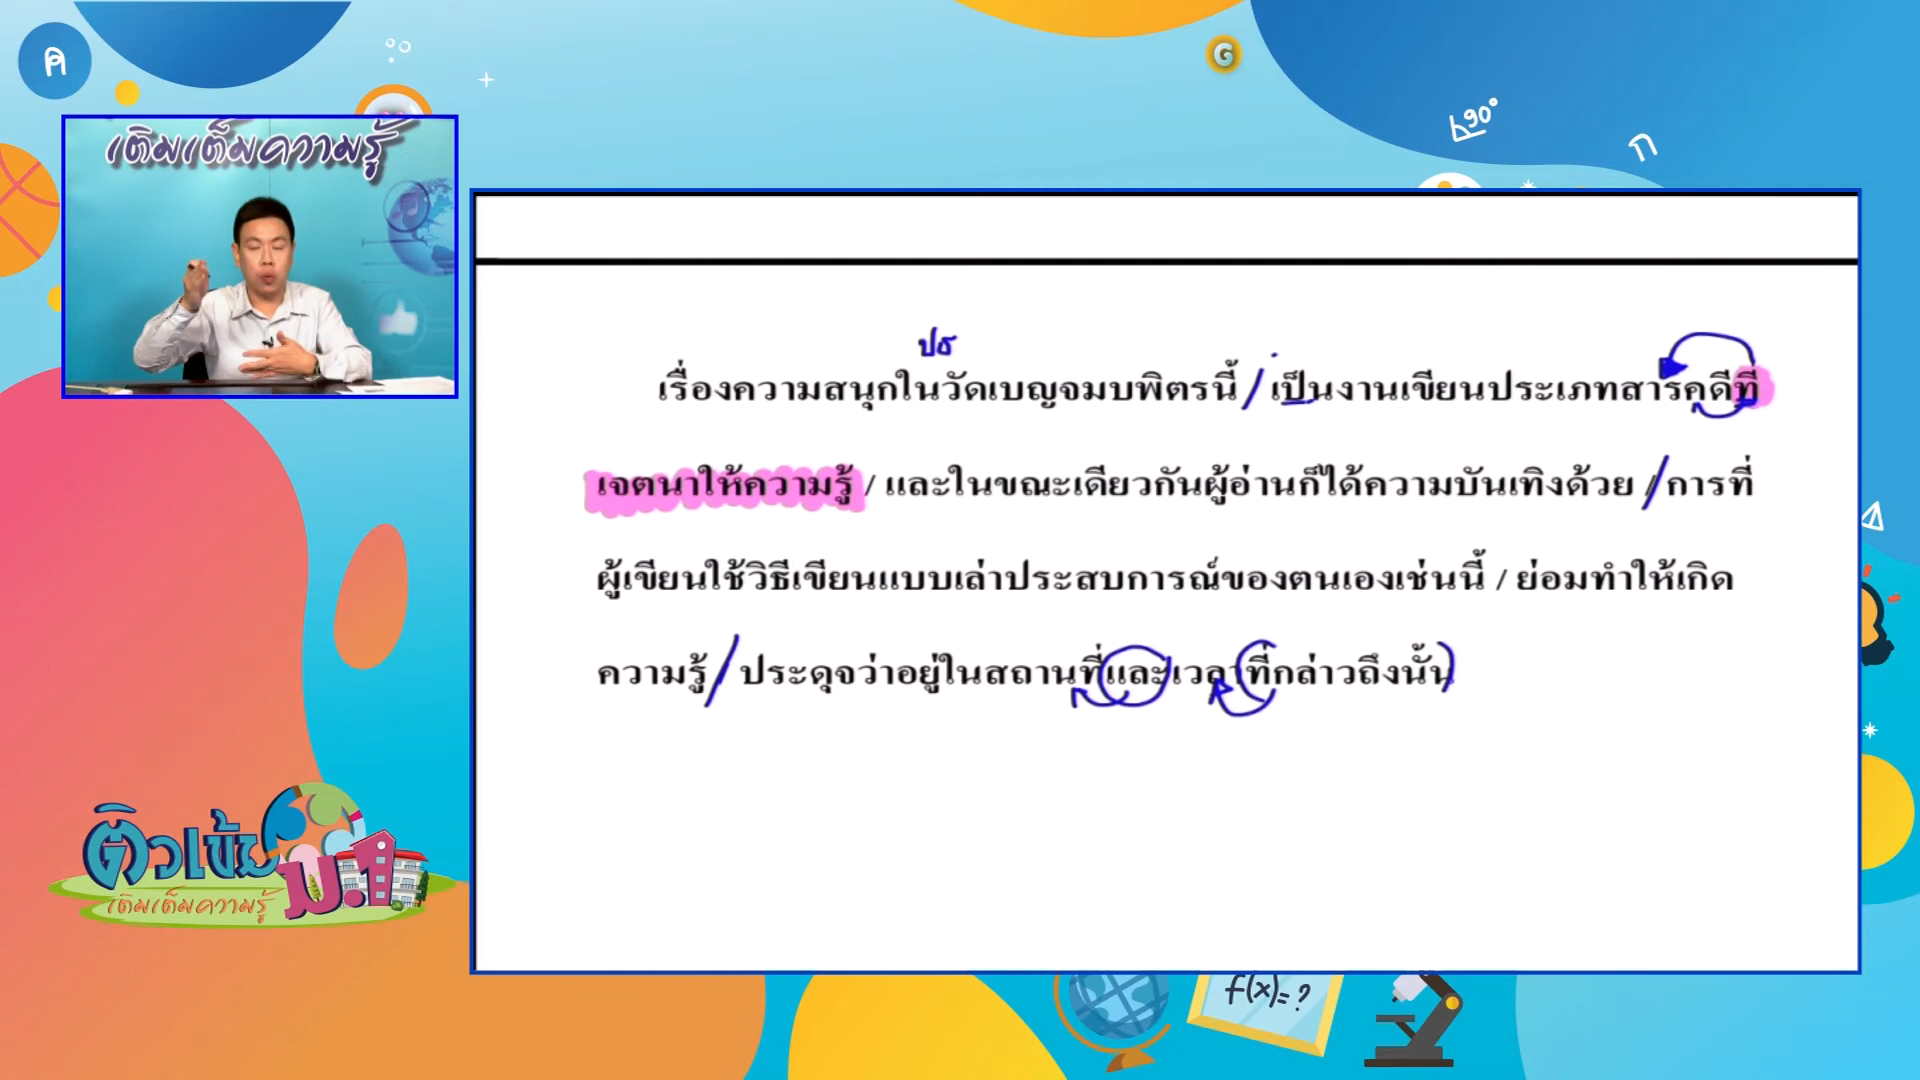 ค
G
90°
ก
เติมเต็มความรู้
ปธ
เรื่องความสนุกในวัดเบญจมบพิตรนี้ / เป็นงานเขียนประเภทสารคดีที่
เจตนาให้ความรู้ / และในขณะเดียวกันผู้อ่านก็ได้ความบันเทิงด้วย / การที่
ผู้เขียนใช้วิธีเขียนแบบเล่าประสบการณ์ของตนเองเช่นนี้ / ย่อมทำให้เกิด
ความรู้ / ประดุจว่าอยู่ในสถานที่และเวลาที่กล่าวถึงนั้น
ติวเข้ม
ม.1
เติมเต็มความรู้
f(x)=?